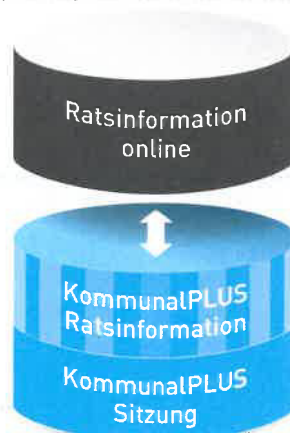 Ratsinformation
online
KommunalPLUS
Ratsinformation
KommunalPLUS
Sitzung